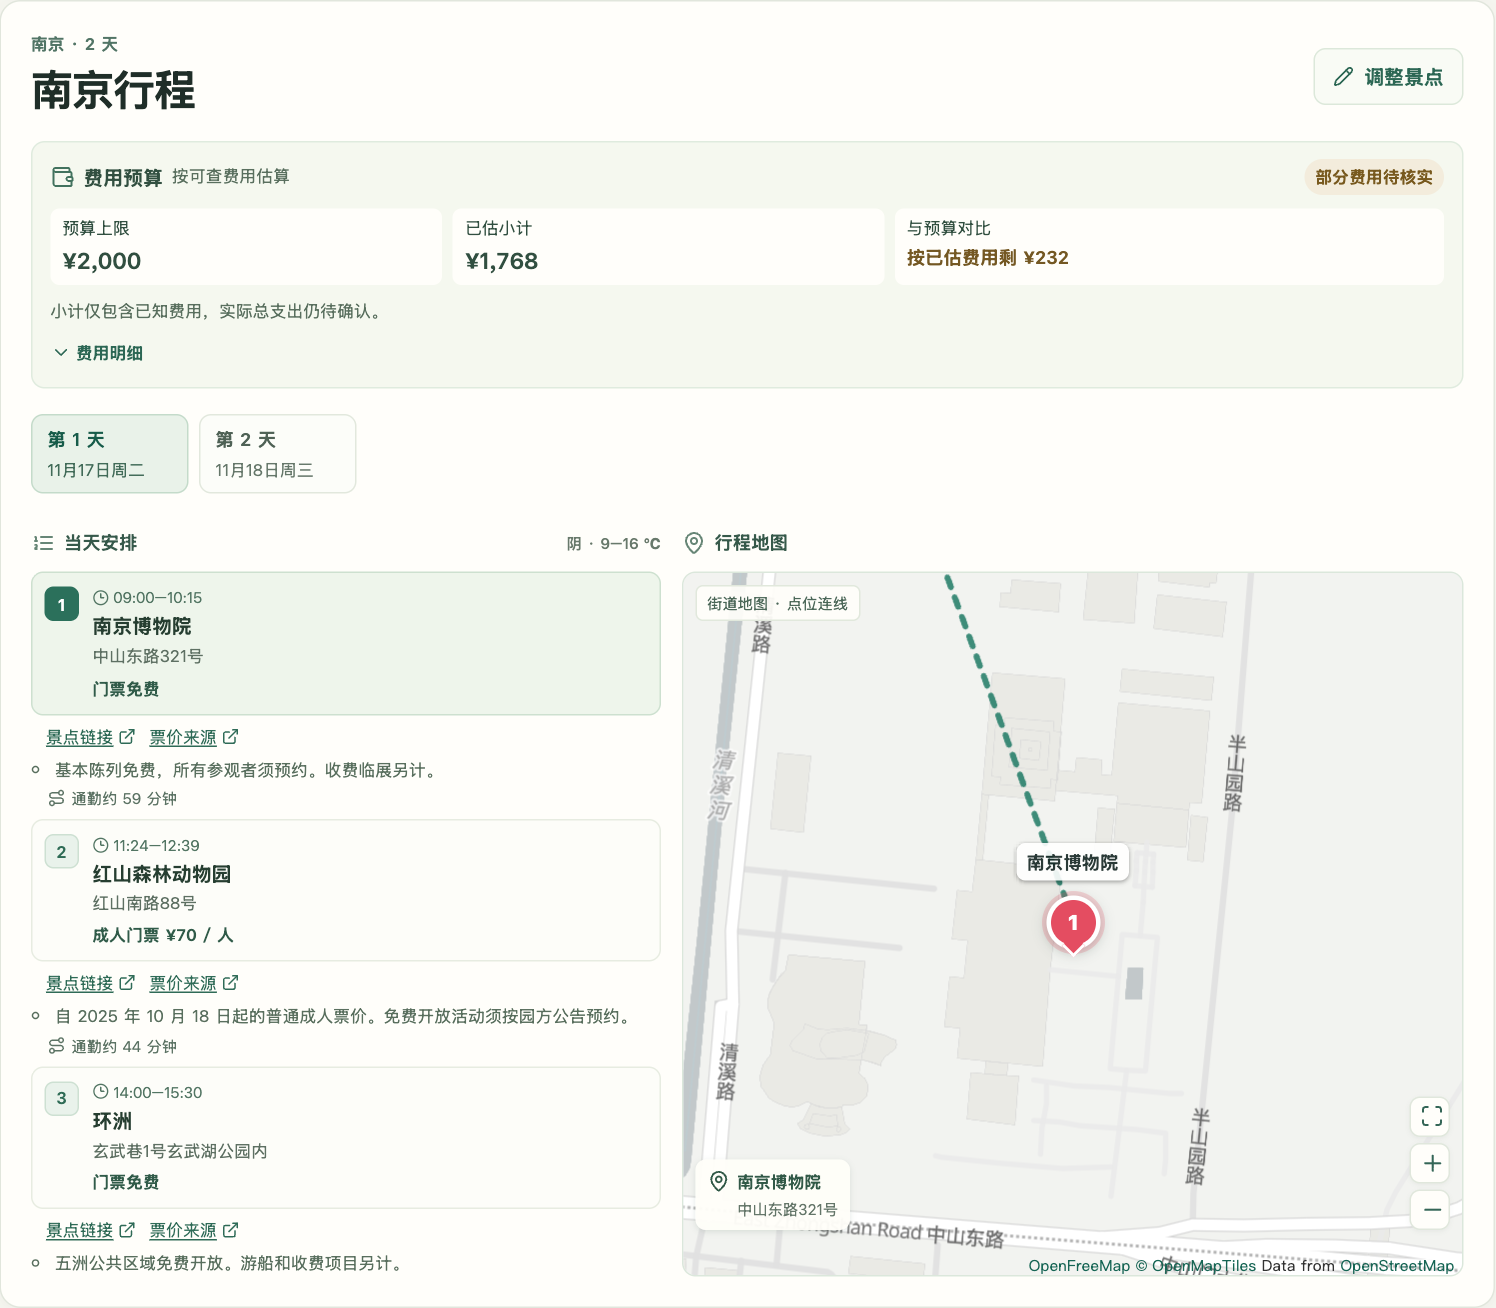 南京 · 2 天
南京行程
调整景点
费用预算 按可查费用估算
部分费用待核实
预算上限
¥2,000
已估小计
¥1,768
与预算对比
按已估费用剩 ¥232
小计仅包含已知费用，实际总支出仍待确认。
费用明细
第 1 天
11月17日周二
第 2 天
11月18日周三
当天安排
阴 · 9–16 °C
1
09:00–10:15
南京博物院
中山东路321号
门票免费
景点链接 票价来源
基本陈列免费，所有参观者须预约。收费临展另计。
通勤约 59 分钟
2
11:24–12:39
红山森林动物园
红山南路88号
成人门票 ¥70 / 人
景点链接 票价来源
自 2025 年 10 月 18 日起的普通成人票价。免费开放活动须按园方公告预约。
通勤约 44 分钟
3
14:00–15:30
环洲
玄武巷1号玄武湖公园内
门票免费
景点链接 票价来源
五洲公共区域免费开放。游船和收费项目另计。
行程地图
街道地图 · 点位连线
溪路
清溪河
半山园路
南京博物院
1
清溪路
半山园路
南京博物院
中山东路321号
Road 中山东路
OpenFreeMap © OpenMapTiles Data from OpenStreetMap